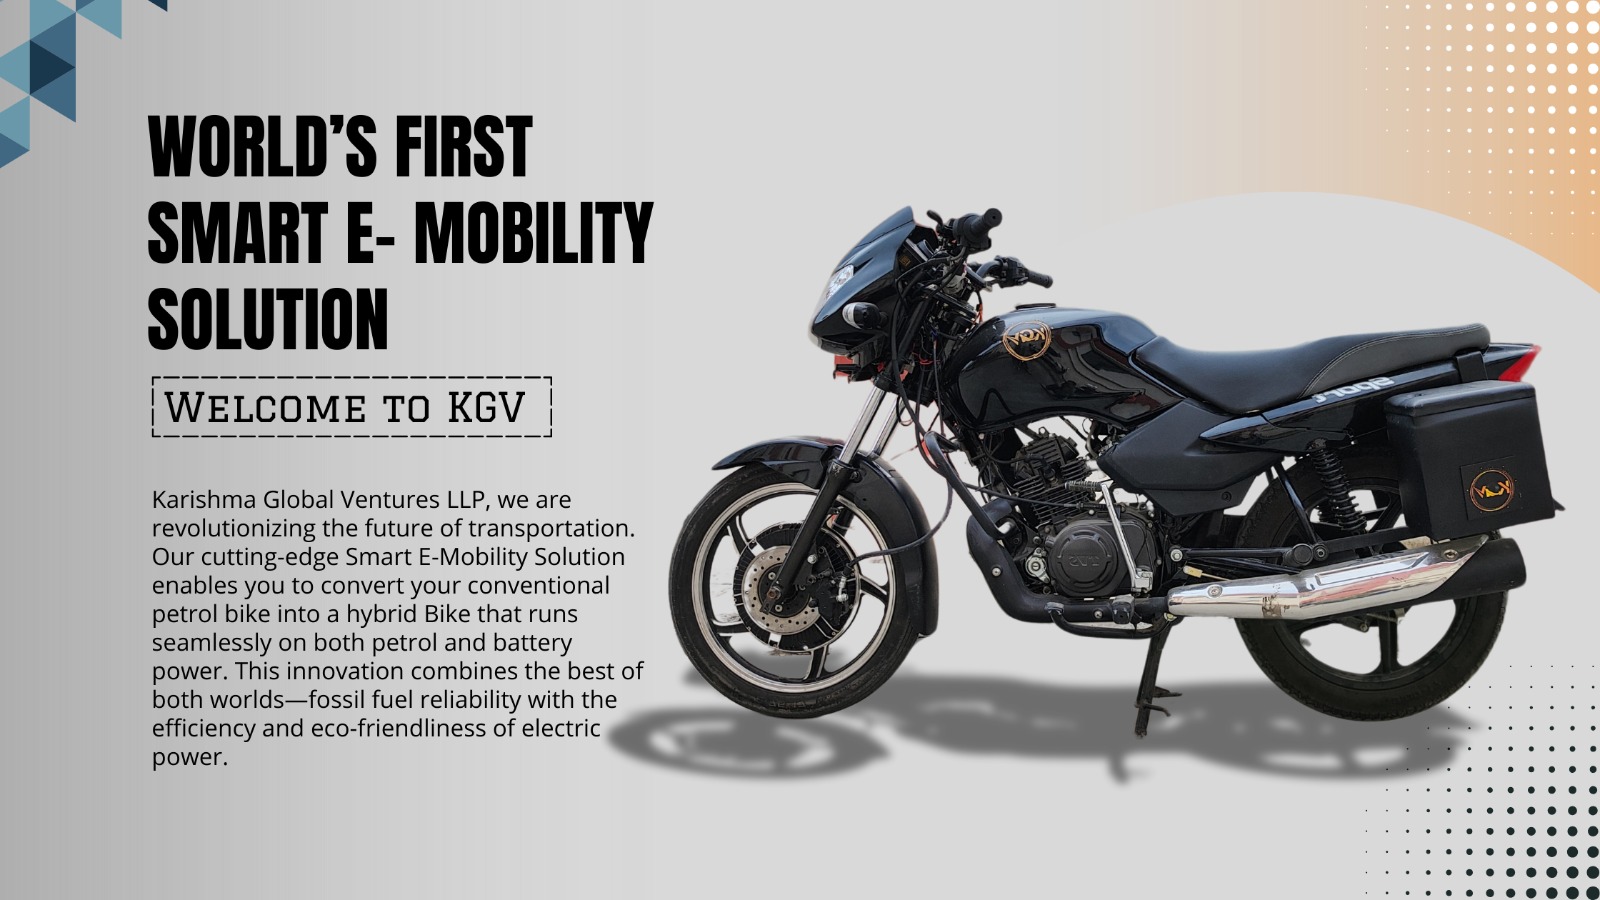 WORLD’S FIRST
SMART E- MOBILITY
SOLUTION
WELCOME TO KGV
Karishma Global Ventures LLP, we are
revolutionizing the future of transportation.
Our cutting-edge Smart E-Mobility Solution
enables you to convert your conventional
petrol bike into a hybrid Bike that runs
seamlessly on both petrol and battery
power. This innovation combines the best of
both worlds—fossil fuel reliability with the
efficiency and eco-friendliness of electric
power.